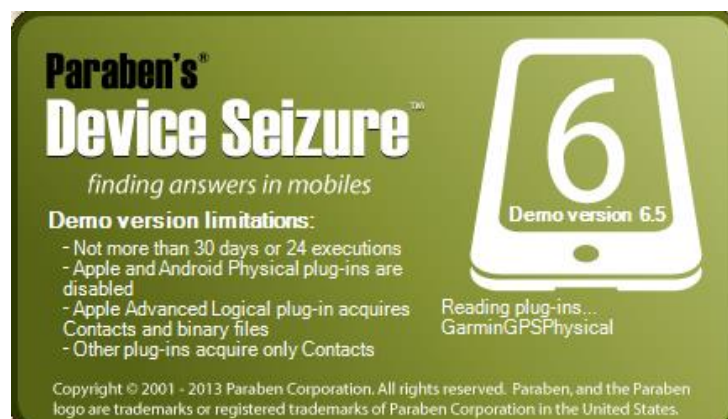 Paraben's®
Device Seizure™
finding answers in mobiles
6
Demo version 6.5
Demo version limitations:
- Not more than 30 days or 24 executions
- Apple and Android Physical plug-ins are
disabled
- Apple Advanced Logical plug-in acquires
Contacts and binary files
- Other plug-ins acquire only Contacts
Reading plug-ins...
GarminGPSPhysical
Copyright © 2001 - 2013 Paraben Corporation. All rights reserved. Paraben, and the Paraben
logo are trademarks or registered trademarks of Paraben Corporation in the United States.